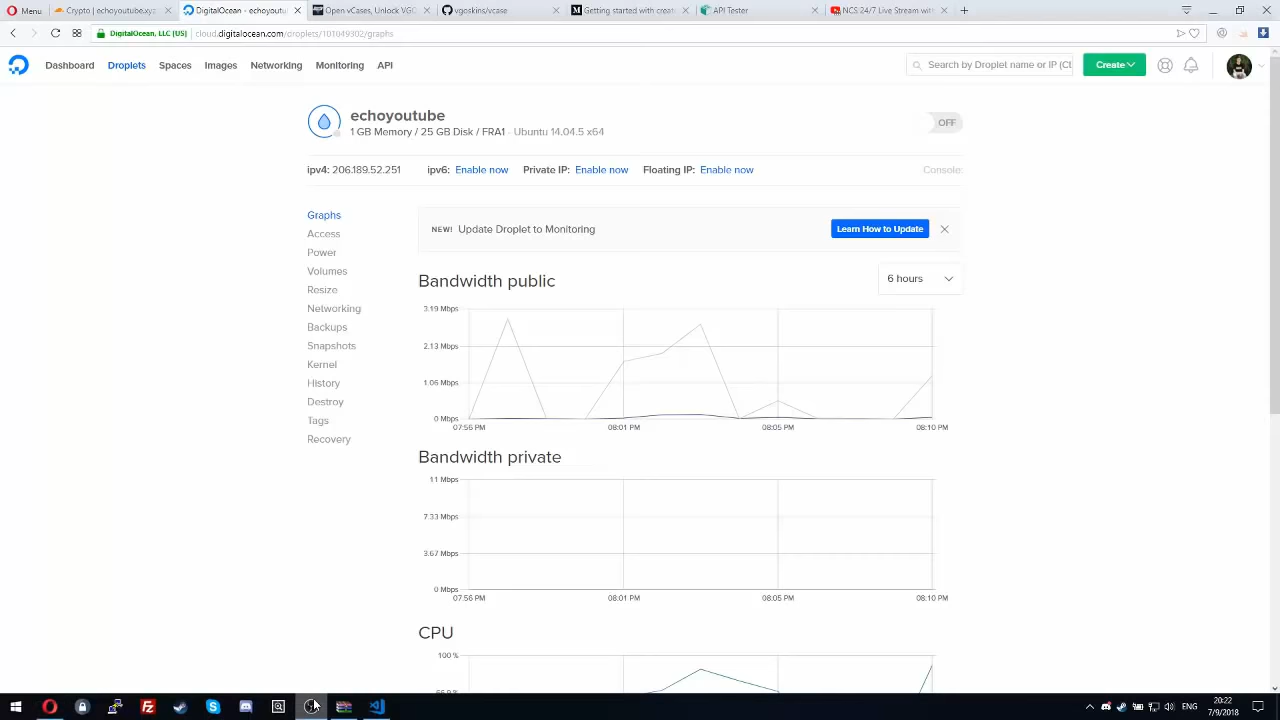 Menu
Crypto | echoyoutube.xy
DigitalOcean - echoyoutu
Open vCases, Unlock VGC
vgoskins/vcase
Getting started with creat
API Tester
NCS 24/7 Live Stream wit
DigitalOcean, LLC [US]
cloud.digitalocean.com/droplets/101049302/graphs
Dashboard
Droplets
Spaces
Images
Networking
Monitoring
API
Search by Droplet name or IP (Ct
Create
echoyoutube
1 GB Memory / 25 GB Disk / FRA1 - Ubuntu 14.04.5 x64
OFF
ipv4: 206.189.52.251
ipv6: Enable now
Private IP: Enable now
Floating IP: Enable now
Console:
Graphs
Access
Power
Volumes
Resize
Networking
Backups
Snapshots
Kernel
History
Destroy
Tags
Recovery
NEW! Update Droplet to Monitoring
Learn How to Update
Bandwidth public
6 hours
3.19 Mbps
2.13 Mbps
1.06 Mbps
0 Mbps
07:56 PM
08:01 PM
08:05 PM
08:10 PM
Bandwidth private
11 Mbps
7.33 Mbps
3.67 Mbps
0 Mbps
07:56 PM
08:01 PM
08:05 PM
08:10 PM
CPU
100 %
ENG
20:22
7/9/2018